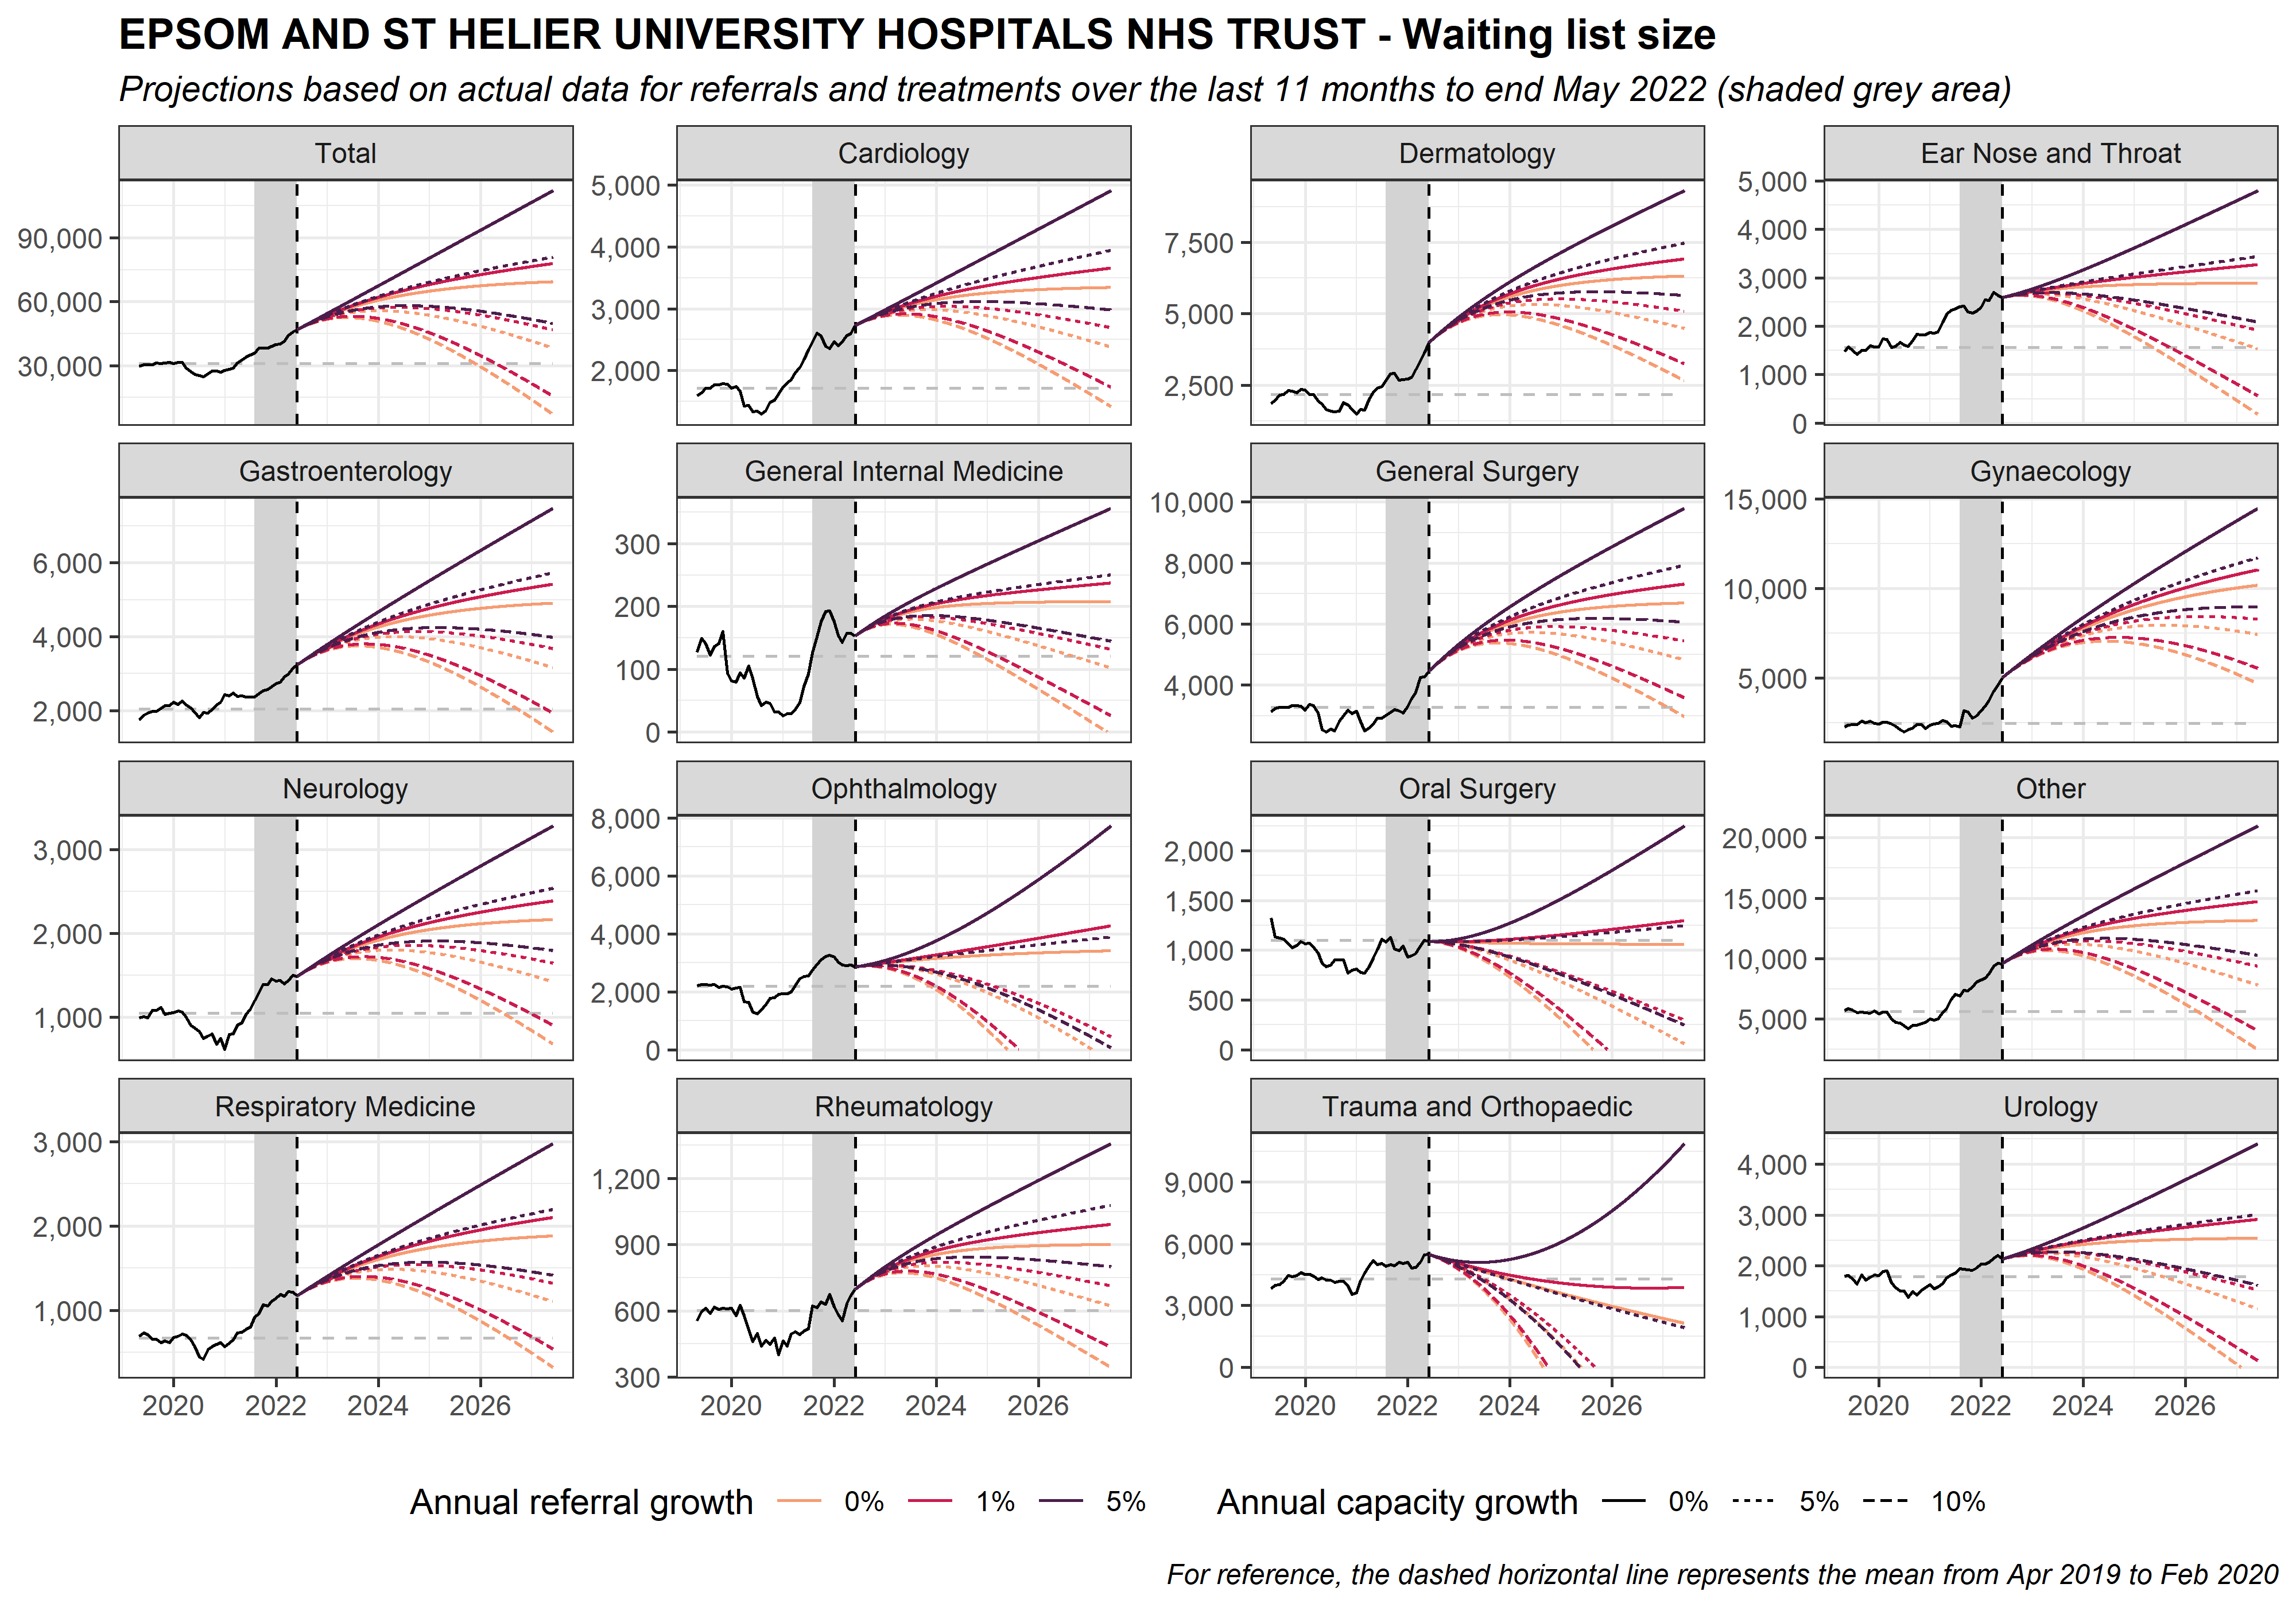 EPSOM AND ST HELIER UNIVERSITY HOSPITALS NHS TRUST - Waiting list size
Projections based on actual data for referrals and treatments over the last 11 months to end May 2022 (shaded grey area)
Total
Cardiology
Dermatology
Ear Nose and Throat
90,000
60,000
30,000
5,000
4,000
3,000
2,000
7,500
5,000
2,500
5,000
4,000
3,000
2,000
1,000
0
Gastroenterology
General Internal Medicine
General Surgery
Gynaecology
6,000
4,000
2,000
300
200
100
0
10,000
8,000
6,000
4,000
15,000
10,000
5,000
Neurology
Ophthalmology
Oral Surgery
Other
3,000
2,000
1,000
8,000
6,000
4,000
2,000
0
2,000
1,500
1,000
500
0
20,000
15,000
10,000
5,000
Respiratory Medicine
Rheumatology
Trauma and Orthopaedic
Urology
3,000
2,000
1,000
1,200
900
600
300
9,000
6,000
3,000
0
4,000
3,000
2,000
1,000
0
2020 2022 2024 2026
2020 2022 2024 2026
2020 2022 2024 2026
2020 2022 2024 2026
Annual referral growth 0% 1% 5%
Annual capacity growth 0% 5% 10%
For reference, the dashed horizontal line represents the mean from Apr 2019 to Feb 2020